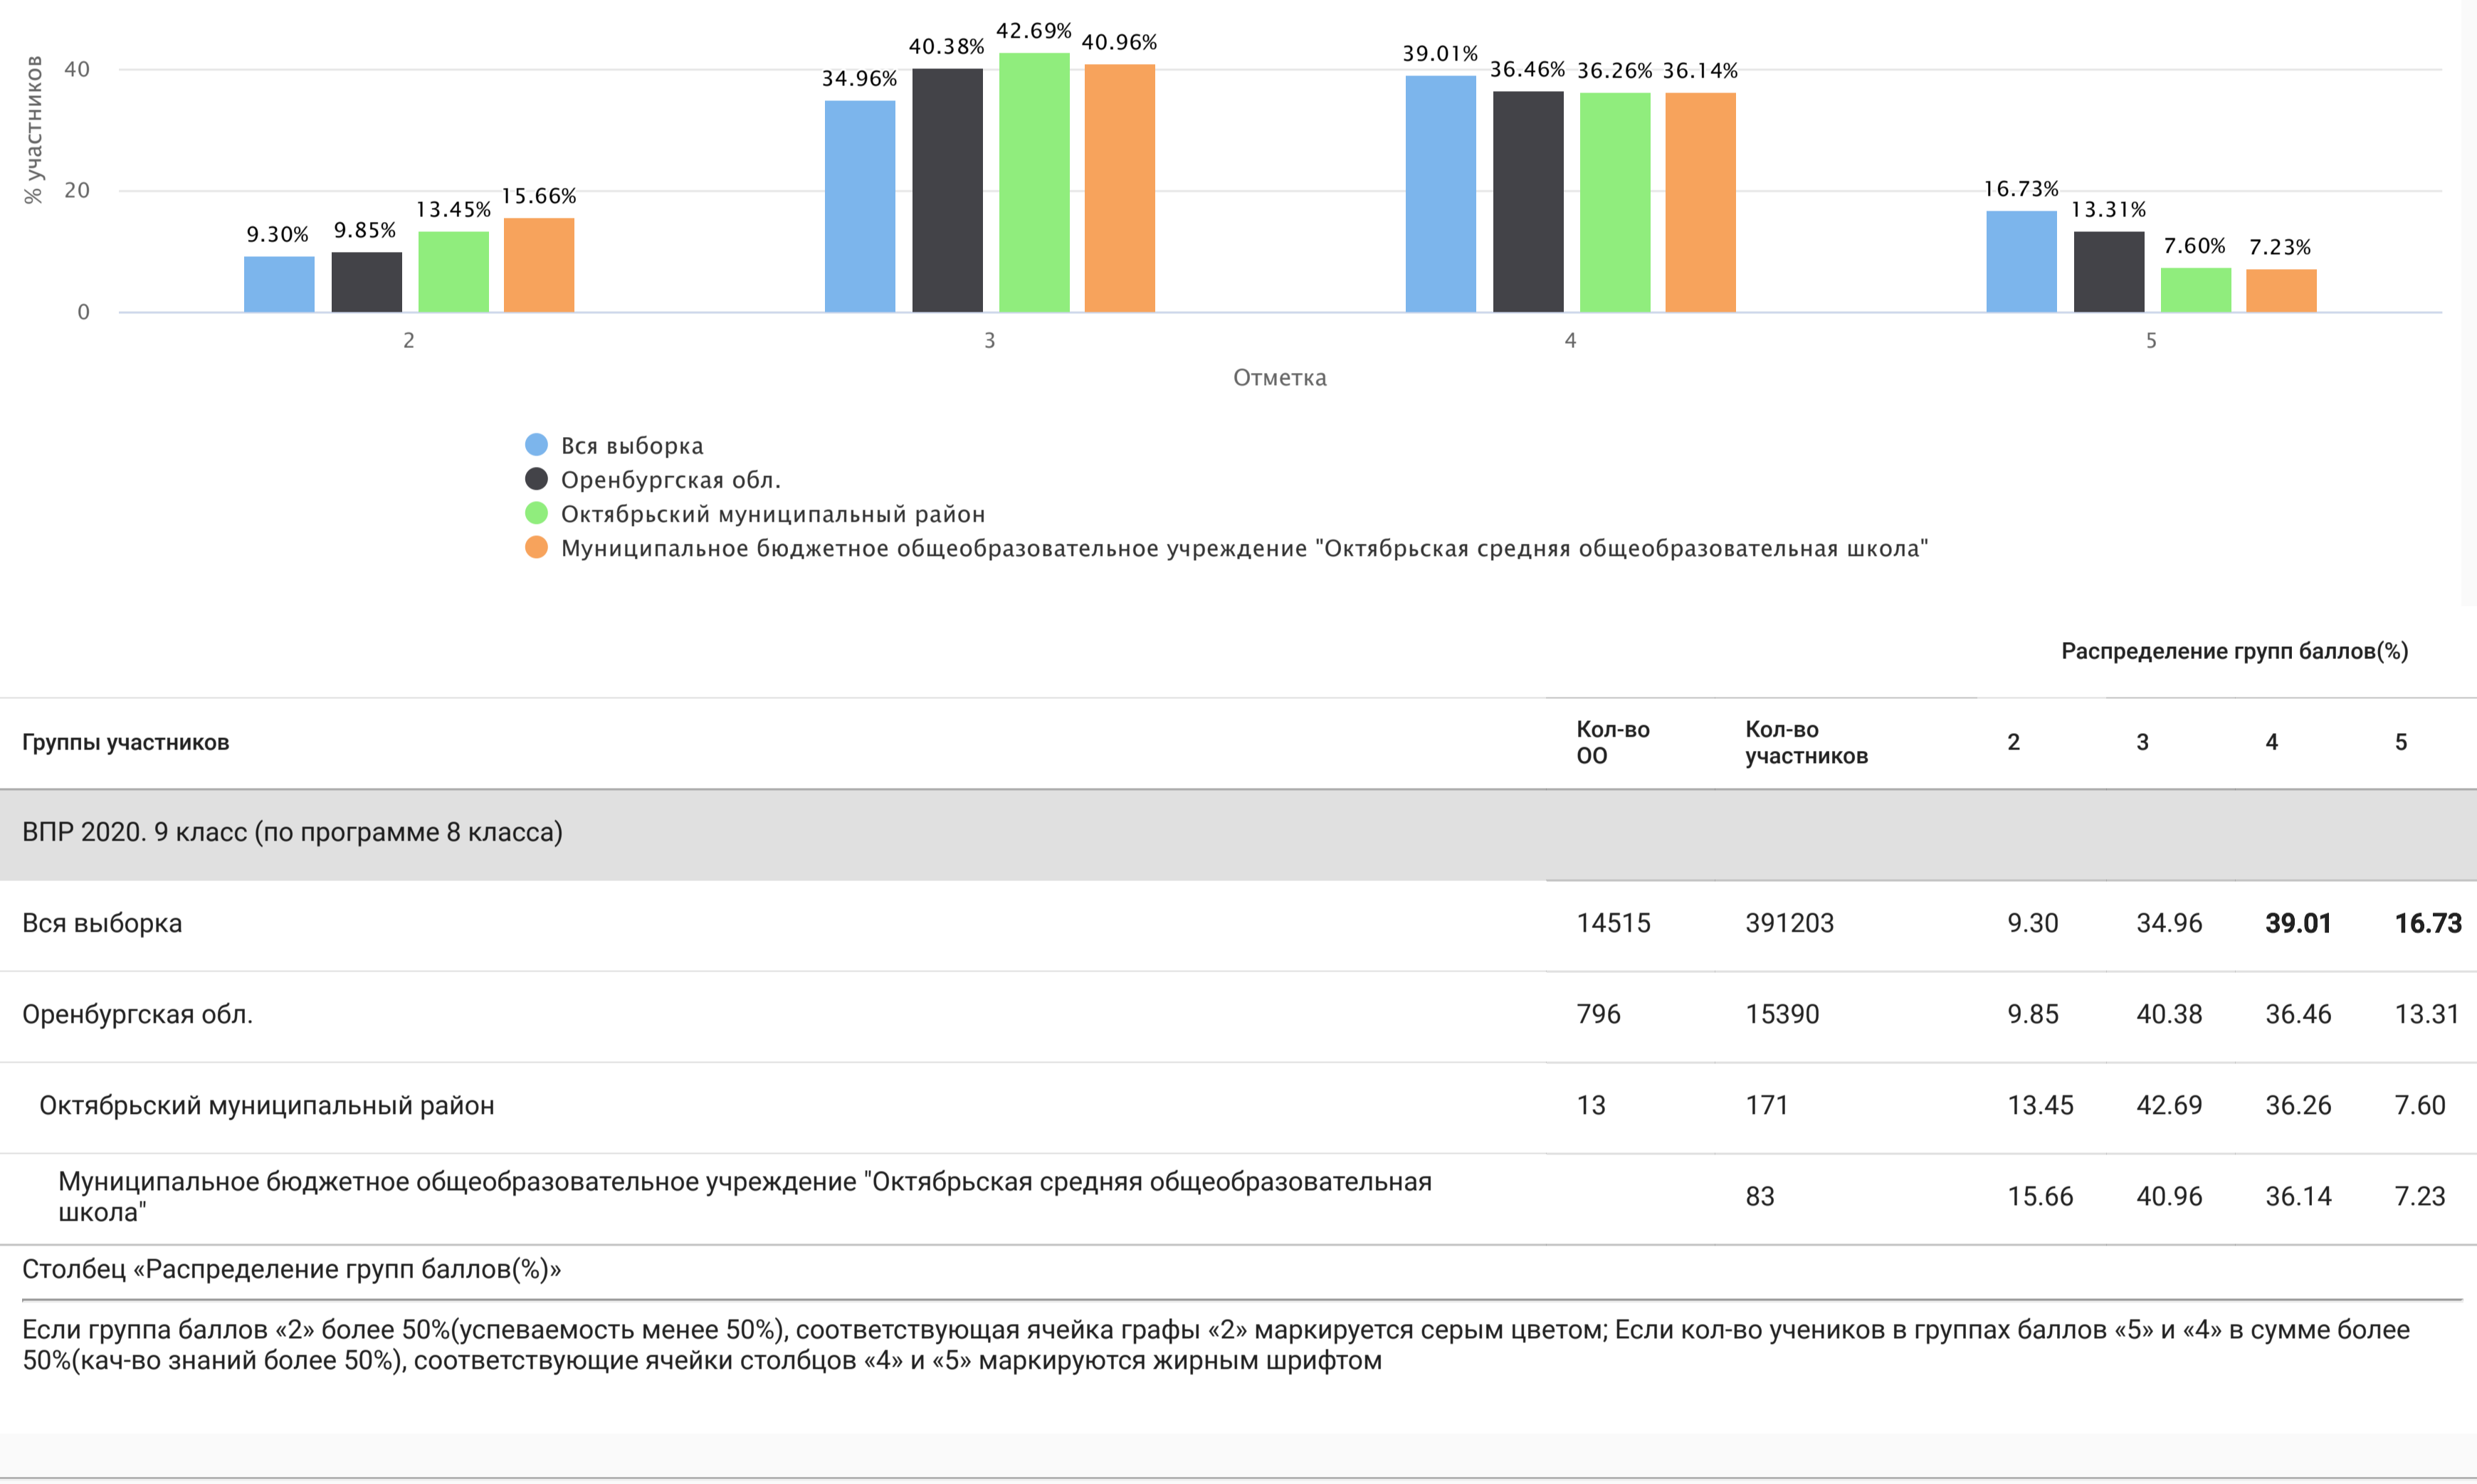 % участников
40
20
0
9.30% 9.85% 13.45% 15.66%
34.96% 40.38% 42.69% 40.96%
39.01% 36.46% 36.26% 36.14%
16.73% 13.31% 7.60% 7.23%
2 3 4 5
Отметка
Вся выборка
Оренбургская обл.
Октябрьский муниципальный район
Муниципальное бюджетное общеобразовательное учреждение "Октябрьская средняя общеобразовательная школа"
Распределение групп баллов(%)
Группы участников Кол-во ОО Кол-во участников 2 3 4 5
ВПР 2020. 9 класс (по программе 8 класса)
Вся выборка 14515 391203 9.30 34.96 39.01 16.73
Оренбургская обл. 796 15390 9.85 40.38 36.46 13.31
Октябрьский муниципальный район 13 171 13.45 42.69 36.26 7.60
Муниципальное бюджетное общеобразовательное учреждение "Октябрьская средняя общеобразовательная
школа" 83 15.66 40.96 36.14 7.23
Столбец «Распределение групп баллов(%)»
Если группа баллов «2» более 50%(успеваемость менее 50%), соответствующая ячейка графы «2» маркируется серым цветом; Если кол-во учеников в группах баллов «5» и «4» в сумме более
50%(кач-во знаний более 50%), соответствующие ячейки столбцов «4» и «5» маркируются жирным шрифтом